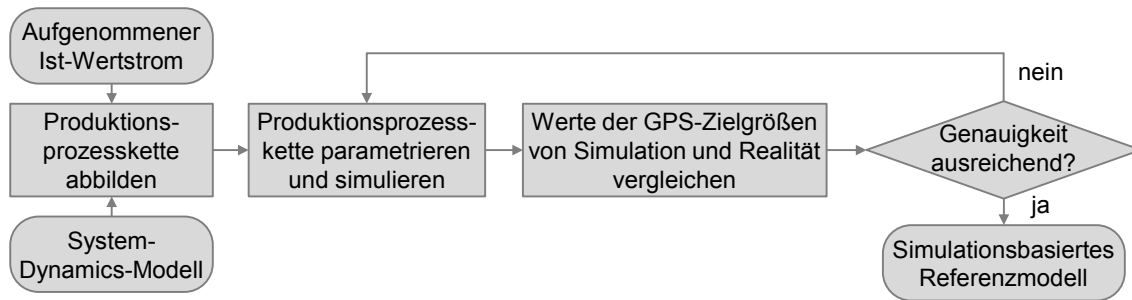 Aufgenommener
Ist-Wertstrom
Produktions-
prozesskette
abbilden
System-
Dynamics-Modell
Produktionsprozess-
kette parametrieren
und simulieren
Werte der GPS-Zielgrößen
von Simulation und Realität
vergleichen
Genauigkeit
ausreichend?
nein
ja
Simulationsbasiertes
Referenzmodell